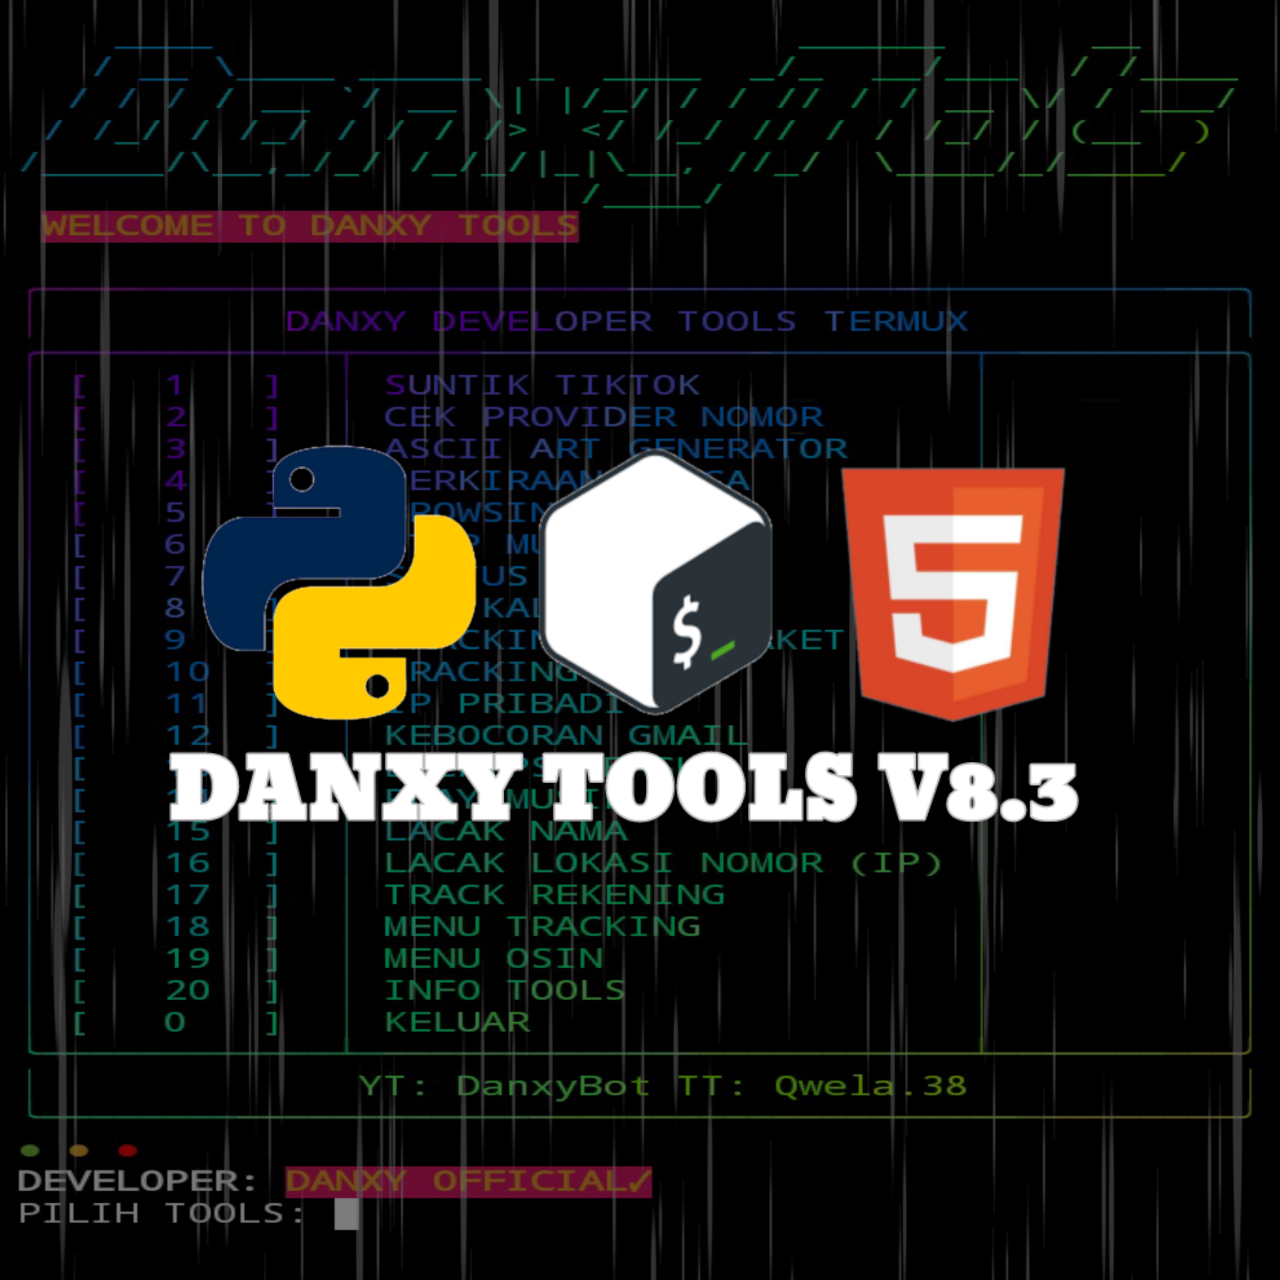 DanxyTools
WELCOME TO DANXY TOOLS
DANXY DEVELOPER TOOLS TERMUX
[ 1 ] SUNTIK TIKTOK
[ 2 ] CEK PROVIDER NOMOR
[ 3 ] ASCII ART GENERATOR
[ 4
[ 5
[ 6
[ 7
[ 8
[ 9
[ 10 TRACKING
[ 11 ] IP PRIBADI
[ 12 ] KEBOCORAN GMAIL
DANXY TOOLS V8.3
[ 15 ] LACAK NAMA
[ 16 ] LACAK LOKASI NOMOR (IP)
[ 17 ] TRACK REKENING
[ 18 ] MENU TRACKING
[ 19 ] MENU OSIN
[ 20 ] INFO TOOLS
[ 0 ] KELUAR
YT: DanxyBot TT: Qwela.38
DEVELOPER: DANXY OFFICIAL✓
PILIH TOOLS:
$_
5